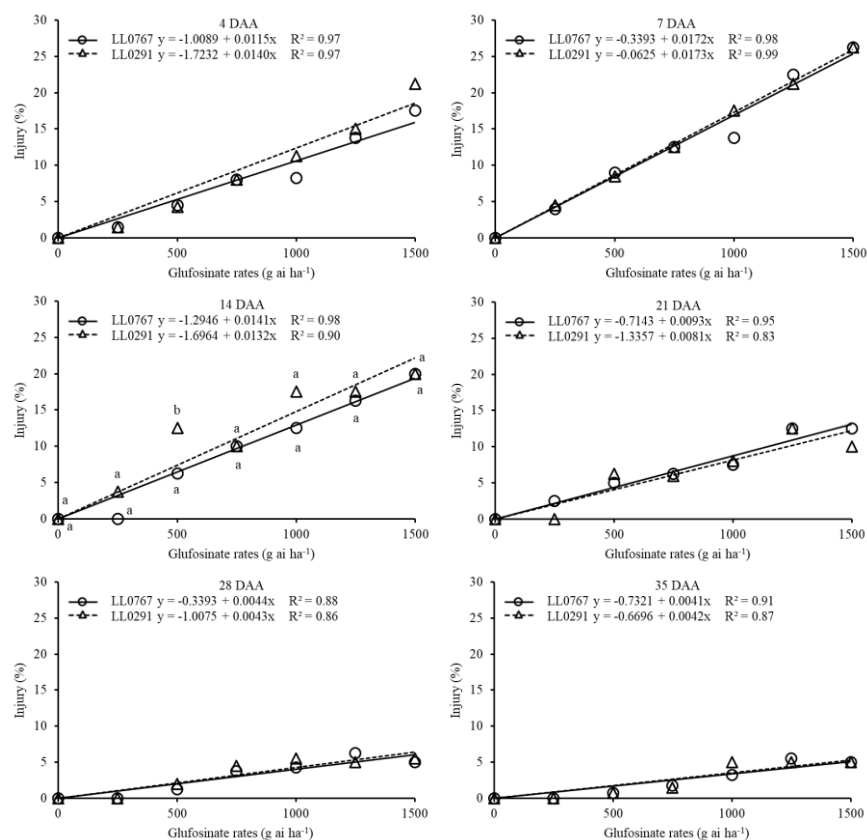 4 DAA
LL0767 y = -1.0089 + 0.0115x R² = 0.97
LL0291 y = -1.7232 + 0.0140x R² = 0.97
30
25
20
15
10
5
0
Injury (%)
0 500 1000 1500
Glufosinate rates (g ai ha⁻¹)
7 DAA
LL0767 y = -0.3393 + 0.0172x R² = 0.98
LL0291 y = -0.0625 + 0.0173x R² = 0.99
30
25
20
15
10
5
0
Injury (%)
0 500 1000 1500
Glufosinate rates (g ai ha⁻¹)
14 DAA
LL0767 y = -1.2946 + 0.0141x R² = 0.98
LL0291 y = -1.6964 + 0.0132x R² = 0.90
30
25
20
15
10
5
0
Injury (%)
a a b a a a a
a a a a a a a
0 500 1000 1500
Glufosinate rates (g ai ha⁻¹)
21 DAA
LL0767 y = -0.7143 + 0.0093x R² = 0.95
LL0291 y = -1.3357 + 0.0081x R² = 0.83
30
25
20
15
10
5
0
Injury (%)
0 500 1000 1500
Glufosinate rates (g ai ha⁻¹)
28 DAA
LL0767 y = -0.3393 + 0.0044x R² = 0.88
LL0291 y = -1.0075 + 0.0043x R² = 0.86
30
25
20
15
10
5
0
Injury (%)
0 500 1000 1500
Glufosinate rates (g ai ha⁻¹)
35 DAA
LL0767 y = -0.7321 + 0.0041x R² = 0.91
LL0291 y = -0.6696 + 0.0042x R² = 0.87
30
25
20
15
10
5
0
Injury (%)
0 500 1000 1500
Glufosinate rates (g ai ha⁻¹)